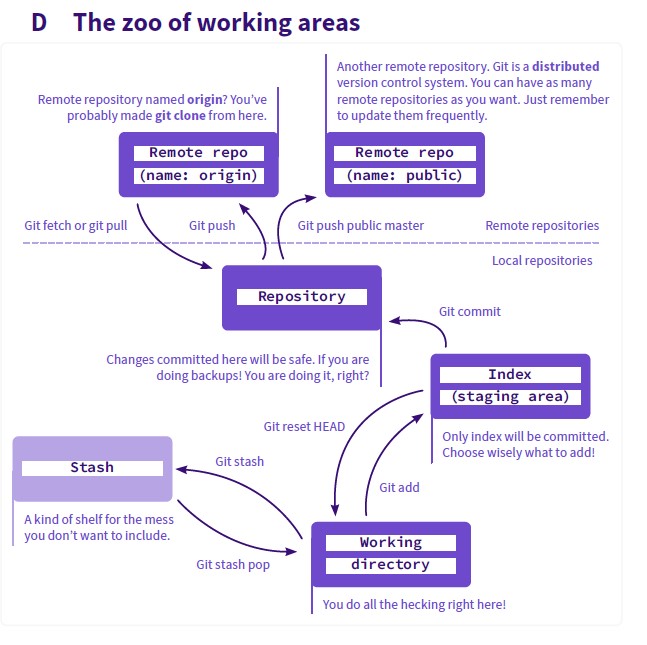 D The zoo of working areas
Remote repository named origin? You've
probably made git clone from here.
Another remote repository. Git is a distributed
version control system. You can have as many
remote repositories as you want. Just remember
to update them frequently.
Remote repo
(name: origin)
Remote repo
(name: public)
Git fetch or git pull
Git push
Git push public master
Remote repositories
Local repositories
Repository
Git commit
Changes committed here will be safe. If you are
doing backups! You are doing it, right?
Index
(staging area)
Git reset HEAD
Only index will be committed.
Choose wisely what to add!
Stash
Git stash
Git add
A kind of shelf for the mess
you don't want to include.
Git stash pop
Working
directory
You do all the hecking right here!